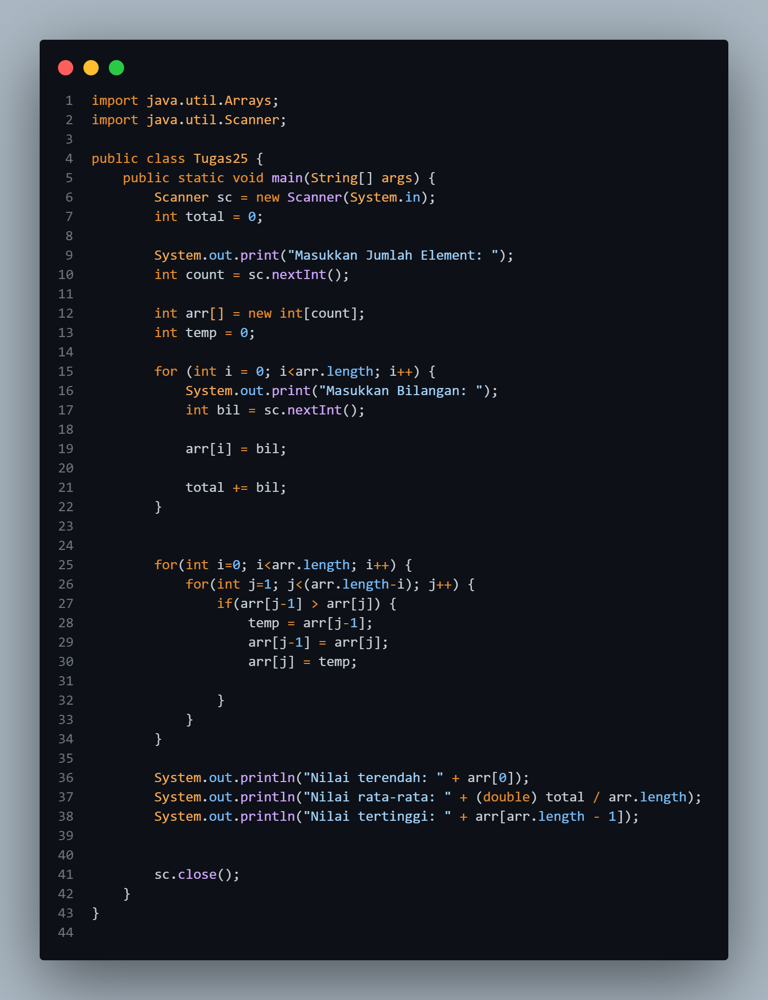 1 import java.util.Arrays;
2 import java.util.Scanner;
3
4 public class Tugas25 {
5     public static void main(String[] args) {
6         Scanner sc = new Scanner(System.in);
7         int total = 0;
8
9         System.out.print("Masukkan Jumlah Element: ");
10         int count = sc.nextInt();
11
12         int arr[] = new int[count];
13         int temp = 0;
14
15         for (int i = 0; i<arr.length; i++) {
16             System.out.print("Masukkan Bilangan: ");
17             int bil = sc.nextInt();
18
19             arr[i] = bil;
20
21             total += bil;
22         }
23
24
25         for(int i=0; i<arr.length; i++) {
26             for(int j=1; j<(arr.length-i); j++) {
27                 if(arr[j-1] > arr[j]) {
28                     temp = arr[j-1];
29                     arr[j-1] = arr[j];
30                     arr[j] = temp;
31
32                 }
33             }
34         }
35
36         System.out.println("Nilai terendah: " + arr[0]);
37         System.out.println("Nilai rata-rata: " + (double) total / arr.length);
38         System.out.println("Nilai tertinggi: " + arr[arr.length - 1]);
39
40
41         sc.close();
42     }
43 }
44